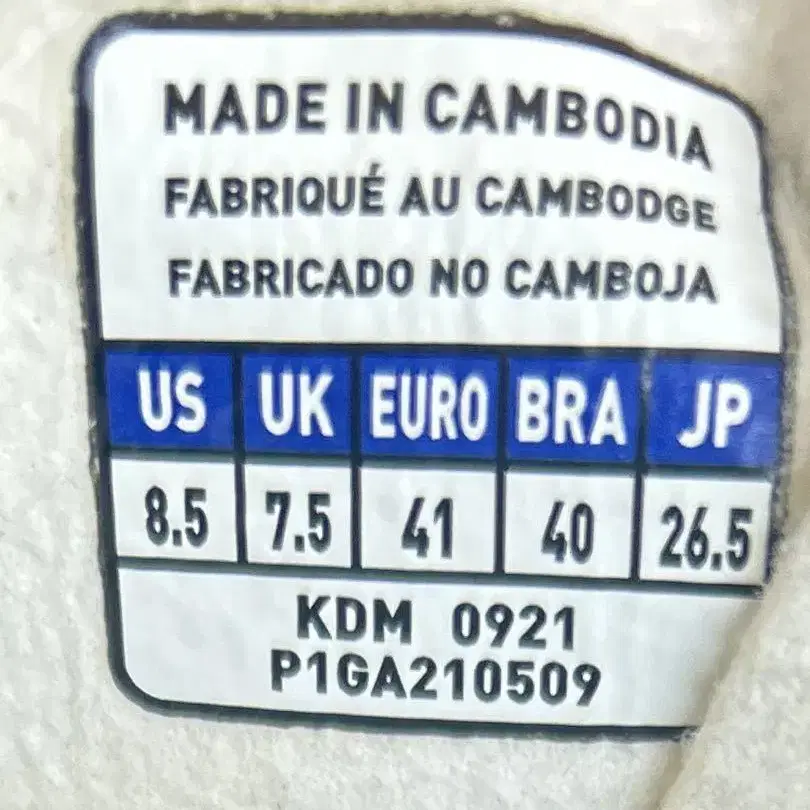 MADE IN CAMBODIA
FABRIQUÉ AU CAMBODGE
FABRICADO NO CAMBOJA
US UK EURO BRA JP
8.5 7.5 41 40 26.5
KDM 0921
P1GA210509